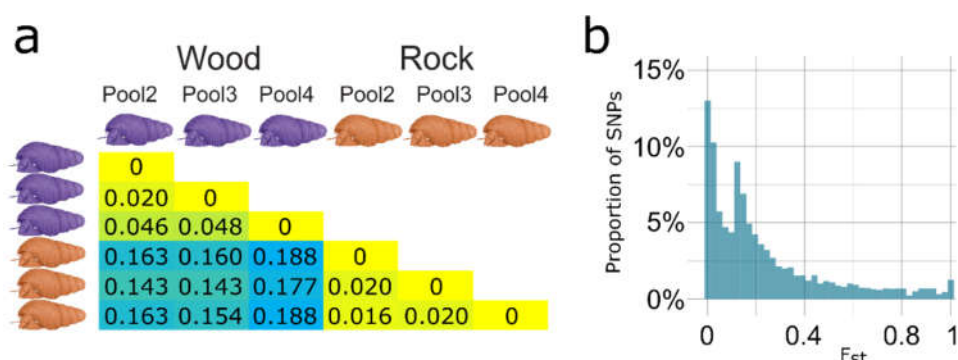 a
Wood Rock
Pool2 Pool3 Pool4 Pool2 Pool3 Pool4
0
0.020 0
0.046 0.048 0
0.163 0.160 0.188 0
0.143 0.143 0.177 0.020 0
0.163 0.154 0.188 0.016 0.020 0
b
Proportion of SNPs
15%
10%
5%
0%
0 0.4 0.8 1
Fst